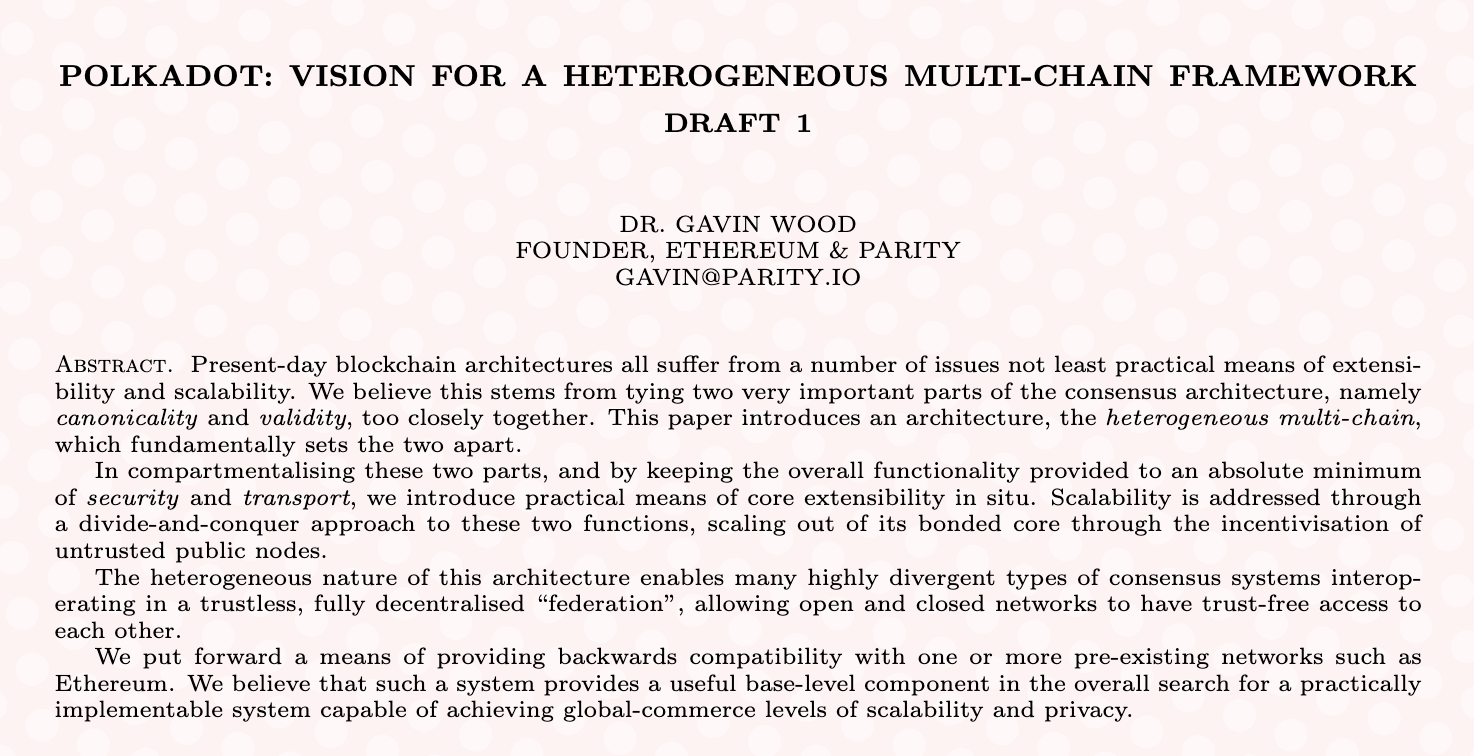 POLKADOT: VISION FOR A HETEROGENEOUS MULTI-CHAIN FRAMEWORK
DRAFT 1
DR. GAVIN WOOD
FOUNDER, ETHEREUM & PARITY
GAVIN@PARITY.IO
Abstract. Present-day blockchain architectures all suffer from a number of issues not least practical means of extensi-
bility and scalability. We believe this stems from tying two very important parts of the consensus architecture, namely
canonicality and validity, too closely together. This paper introduces an architecture, the heterogeneous multi-chain,
which fundamentally sets the two apart.
In compartmentalising these two parts, and by keeping the overall functionality provided to an absolute minimum
of security and transport, we introduce practical means of core extensibility in situ. Scalability is addressed through
a divide-and-conquer approach to these two functions, scaling out of its bonded core through the incentivisation of
untrusted public nodes.
The heterogeneous nature of this architecture enables many highly divergent types of consensus systems interop-
erating in a trustless, fully decentralised “federation”, allowing open and closed networks to have trust-free access to
each other.
We put forward a means of providing backwards compatibility with one or more pre-existing networks such as
Ethereum. We believe that such a system provides a useful base-level component in the overall search for a practically
implementable system capable of achieving global-commerce levels of scalability and privacy.